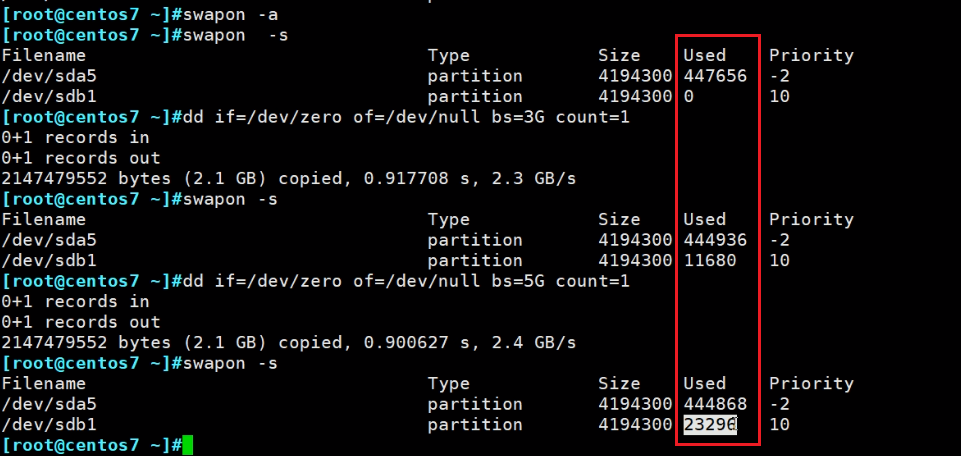 [root@centos7 ~]#swapon -a
[root@centos7 ~]#swapon  -s
Filename                                Type            Size    Used    Priority
/dev/sda5                               partition       4194300 447656  -2
/dev/sdb1                               partition       4194300 0       10
[root@centos7 ~]#dd if=/dev/zero of=/dev/null bs=3G count=1
0+1 records in
0+1 records out
2147479552 bytes (2.1 GB) copied, 0.917708 s, 2.3 GB/s
[root@centos7 ~]#swapon -s
Filename                                Type            Size    Used    Priority
/dev/sda5                               partition       4194300 444936  -2
/dev/sdb1                               partition       4194300 11680   10
[root@centos7 ~]#dd if=/dev/zero of=/dev/null bs=5G count=1
0+1 records in
0+1 records out
2147479552 bytes (2.1 GB) copied, 0.900627 s, 2.4 GB/s
[root@centos7 ~]#swapon -s
Filename                                Type            Size    Used    Priority
/dev/sda5                               partition       4194300 444868  -2
/dev/sdb1                               partition       4194300 23296   10
[root@centos7 ~]#